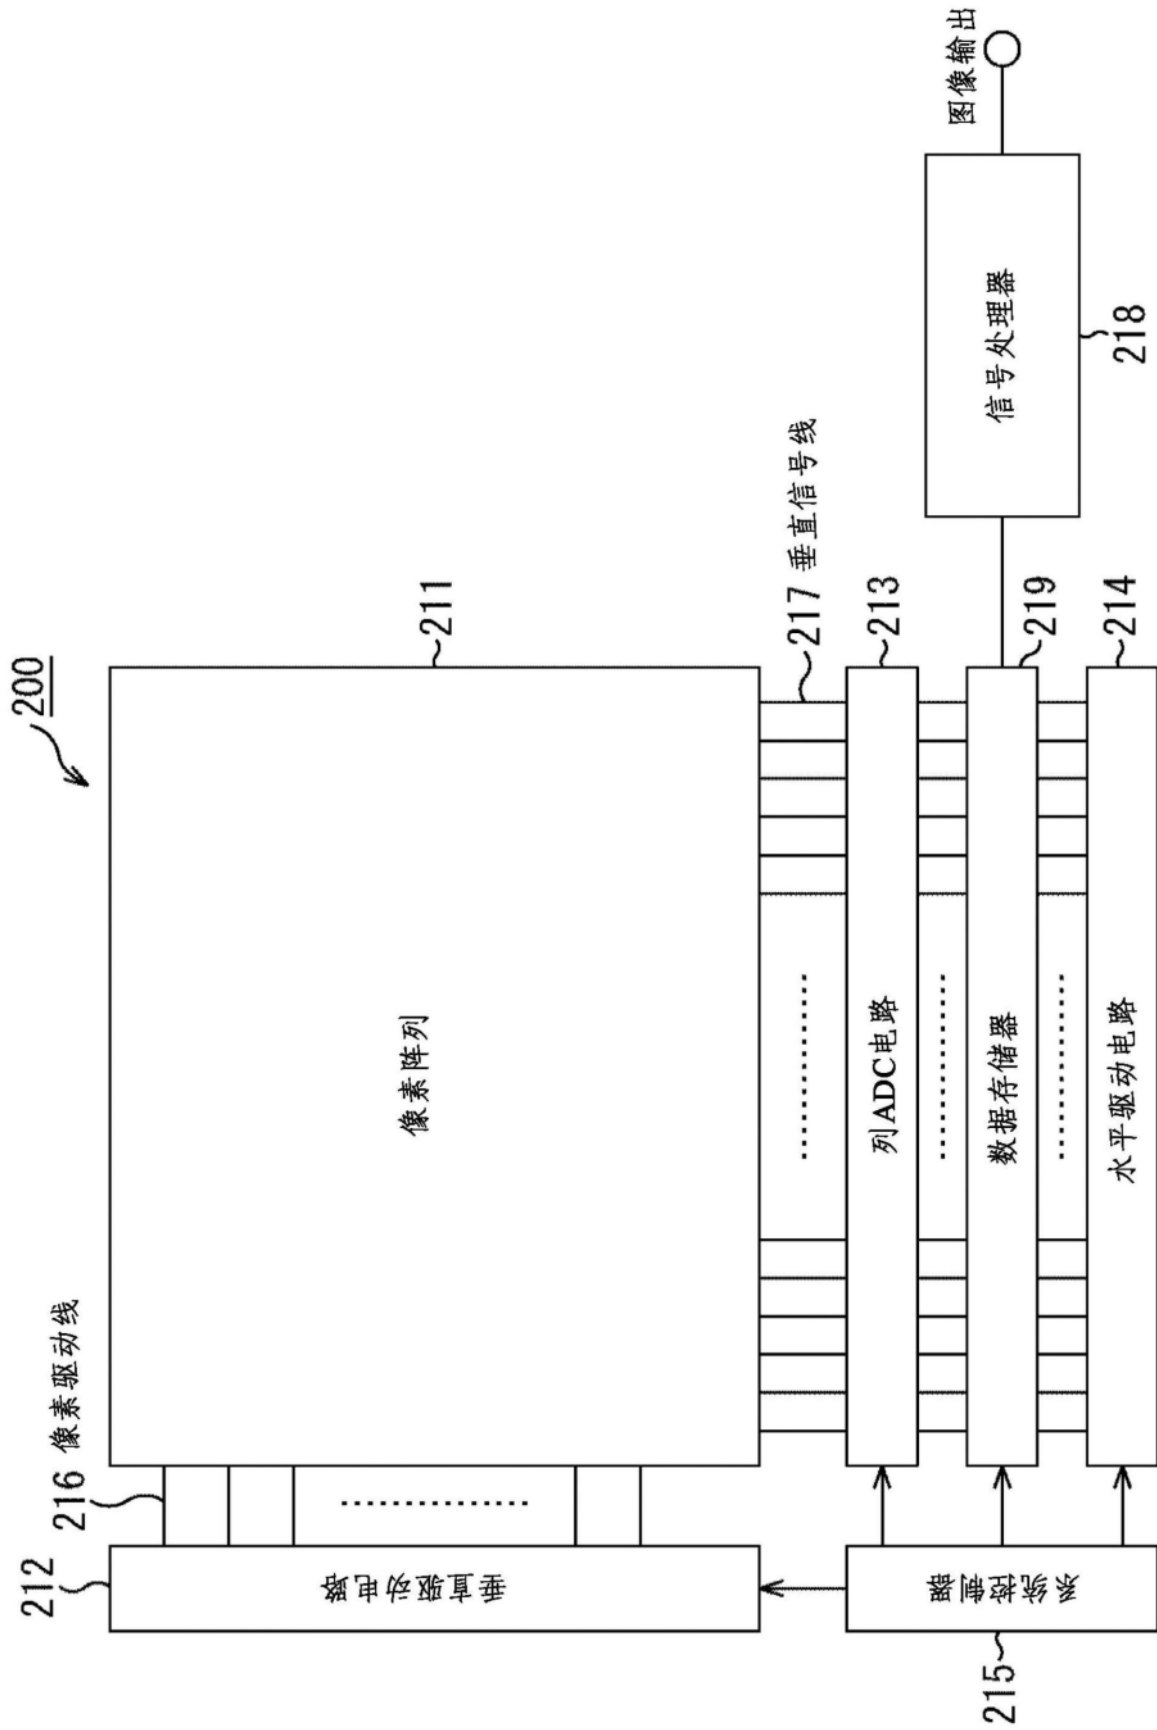 200
212
216 像素驱动线
211
像素阵列
垂直驱动电路
217 垂直信号线
213
列ADC电路
219
数据存储器
214
水平驱动电路
系统控制器
215
信号处理器
218
图像输出